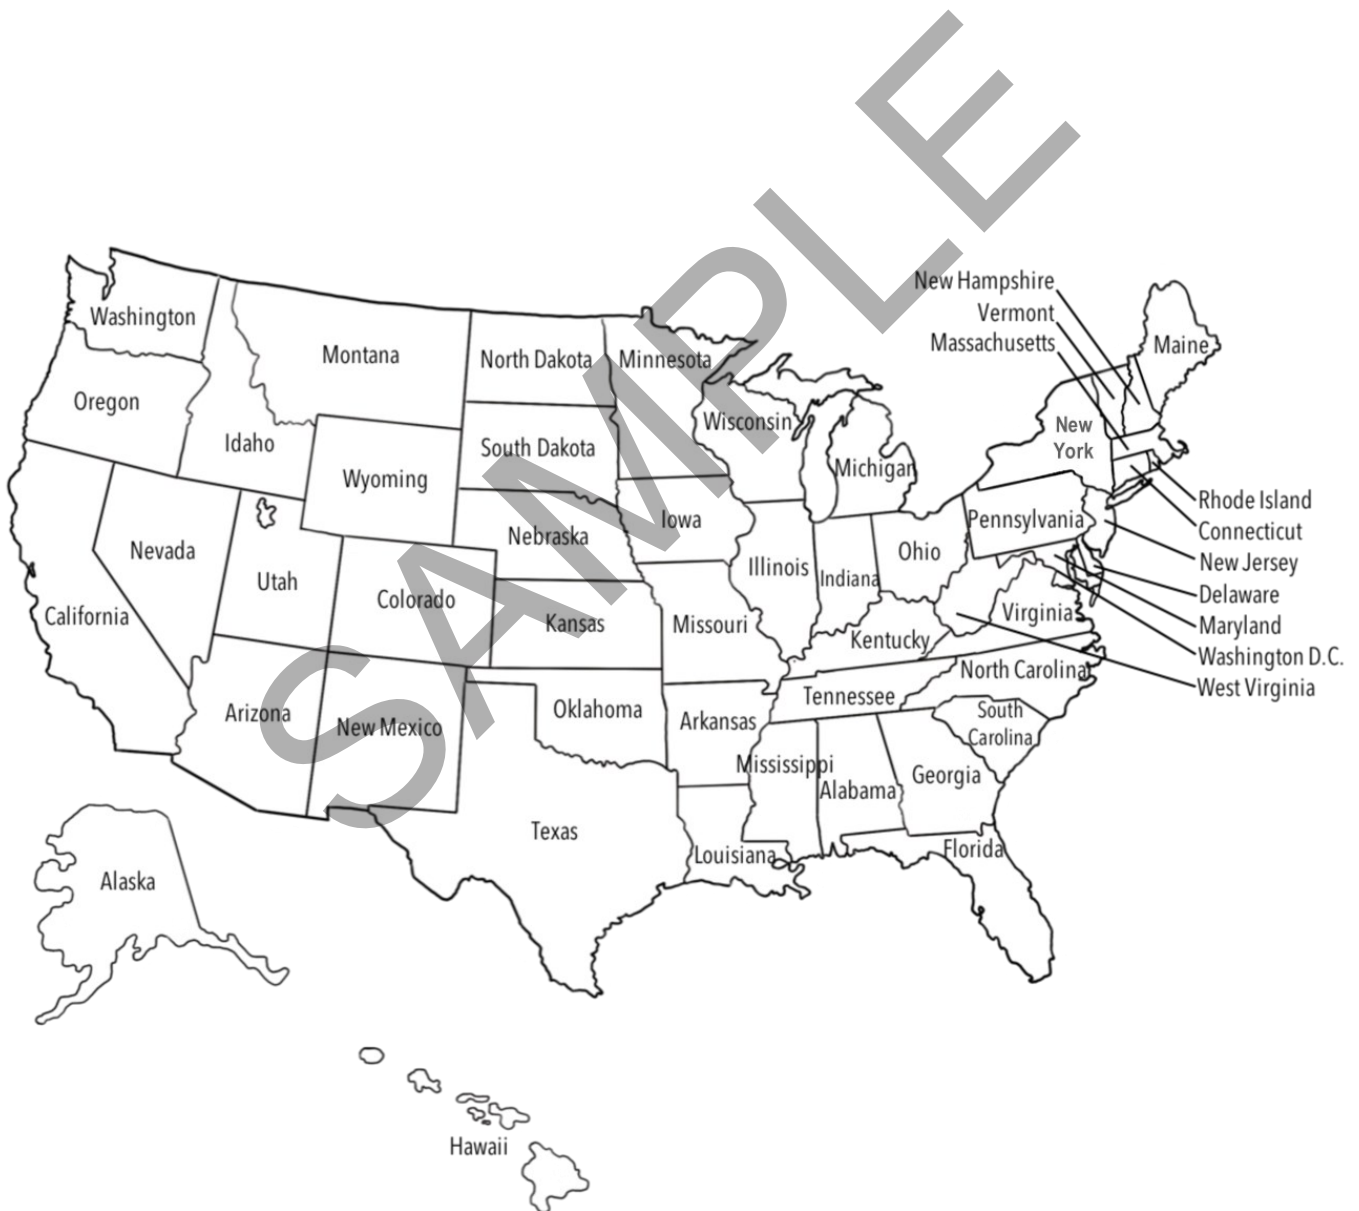 SAMPLE
New Hampshire
Vermont
Massachusetts
Washington
Montana
North Dakota
Minnesota
Maine
Oregon
Idaho
Wyoming
South Dakota
Wisconsin
Michigan
New
York
Rhode Island
Connecticut
New Jersey
Delaware
Maryland
Washington D.C.
West Virginia
Nevada
Utah
Colorado
Nebraska
Iowa
Illinois
Indiana
Ohio
Pennsylvania
California
Kansas
Missouri
Kentucky
Virginia
Arizona
New Mexico
Oklahoma
Arkansas
Tennessee
North Carolina
South
Carolina
Mississippi
Alabama
Georgia
Texas
Louisiana
Florida
Alaska
Hawaii